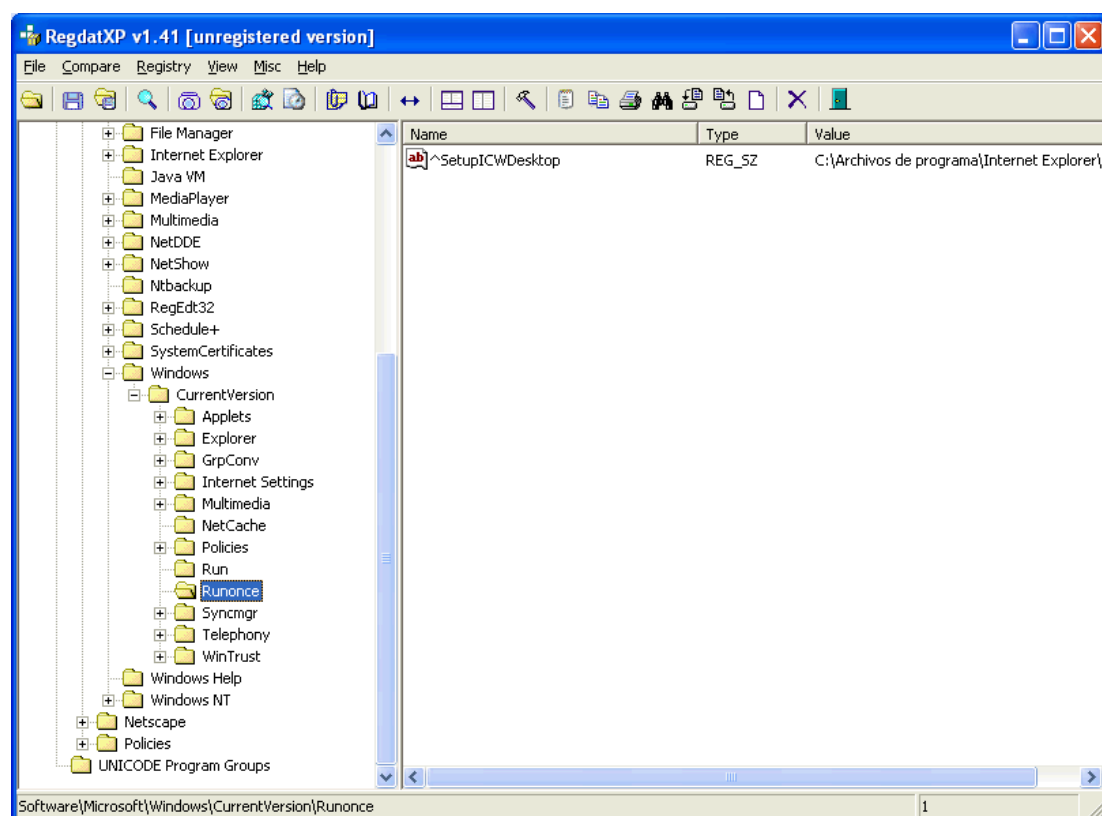 RegdatXP v1.41 [unregistered version]
File Compare Registry View Misc Help
File Manager
Internet Explorer
Java VM
MediaPlayer
Multimedia
NetDDE
NetShow
Ntbackup
RegEdt32
Schedule+
SystemCertificates
Windows
CurrentVersion
Applets
Explorer
GrpConv
Internet Settings
Multimedia
NetCache
Policies
Run
Runonce
Syncmgr
Telephony
WinTrust
Windows Help
Windows NT
Netscape
Policies
UNICODE Program Groups
Name Type Value
ab ^SetupICWDesktop REG_SZ C:\Archivos de programa\Internet Explorer\
Software\Microsoft\Windows\CurrentVersion\Runonce 1